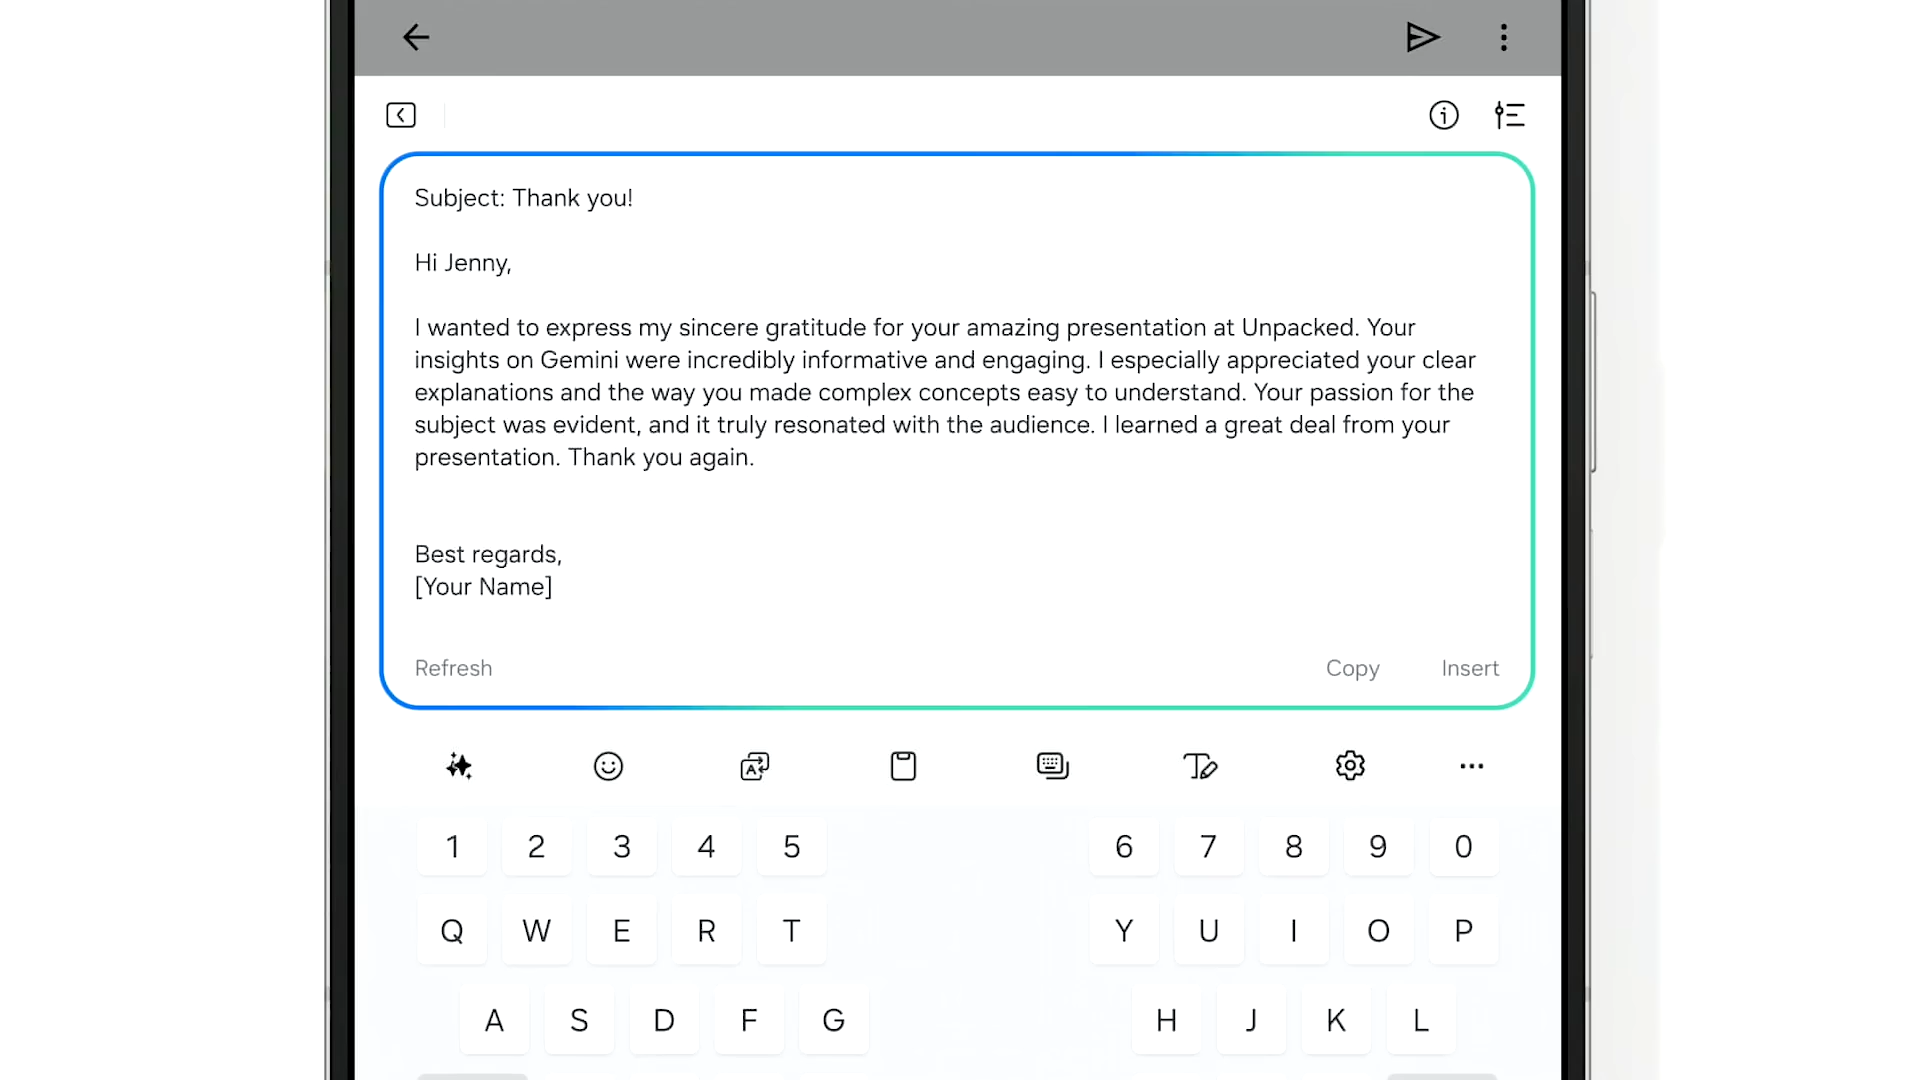 Subject: Thank you!
Hi Jenny,
I wanted to express my sincere gratitude for your amazing presentation at Unpacked. Your
insights on Gemini were incredibly informative and engaging. I especially appreciated your clear
explanations and the way you made complex concepts easy to understand. Your passion for the
subject was evident, and it truly resonated with the audience. I learned a great deal from your
presentation. Thank you again.
Best regards,
[Your Name]
Refresh Copy Insert
1 2 3 4 5 6 7 8 9 0
Q W E R T Y U I O P
A S D F G H J K L